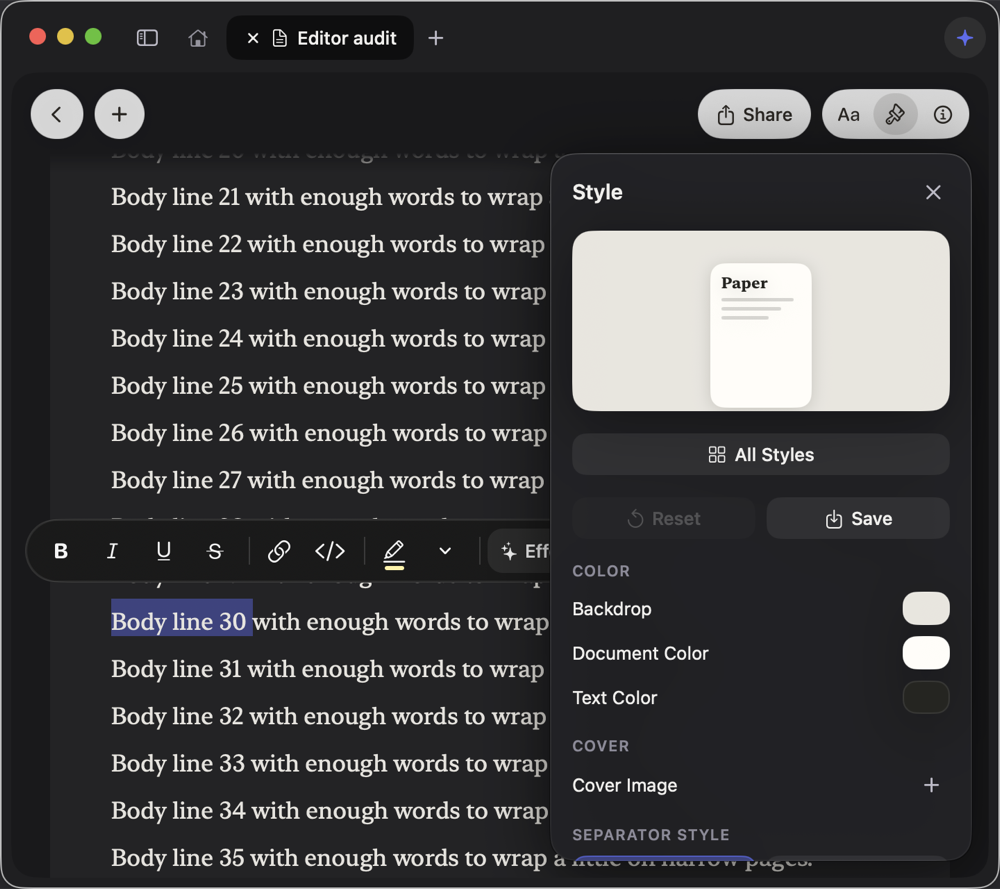 Editor audit
Share
Aa
Body line 21 with enough words to wrap
Body line 22 with enough words to wrap
Body line 23 with enough words to wrap
Body line 24 with enough words to wrap
Body line 25 with enough words to wrap
Body line 26 with enough words to wrap
Body line 27 with enough words to wrap
B I U S </> Eff
Body line 30 with enough words to wrap
Body line 31 with enough words to wrap
Body line 32 with enough words to wrap
Body line 33 with enough words to wrap
Body line 34 with enough words to wrap
Body line 35 with enough words to wrap a little on narrow pages.
Style
Paper
All Styles
Reset
Save
COLOR
Backdrop
Document Color
Text Color
COVER
Cover Image
SEPARATOR STYLE